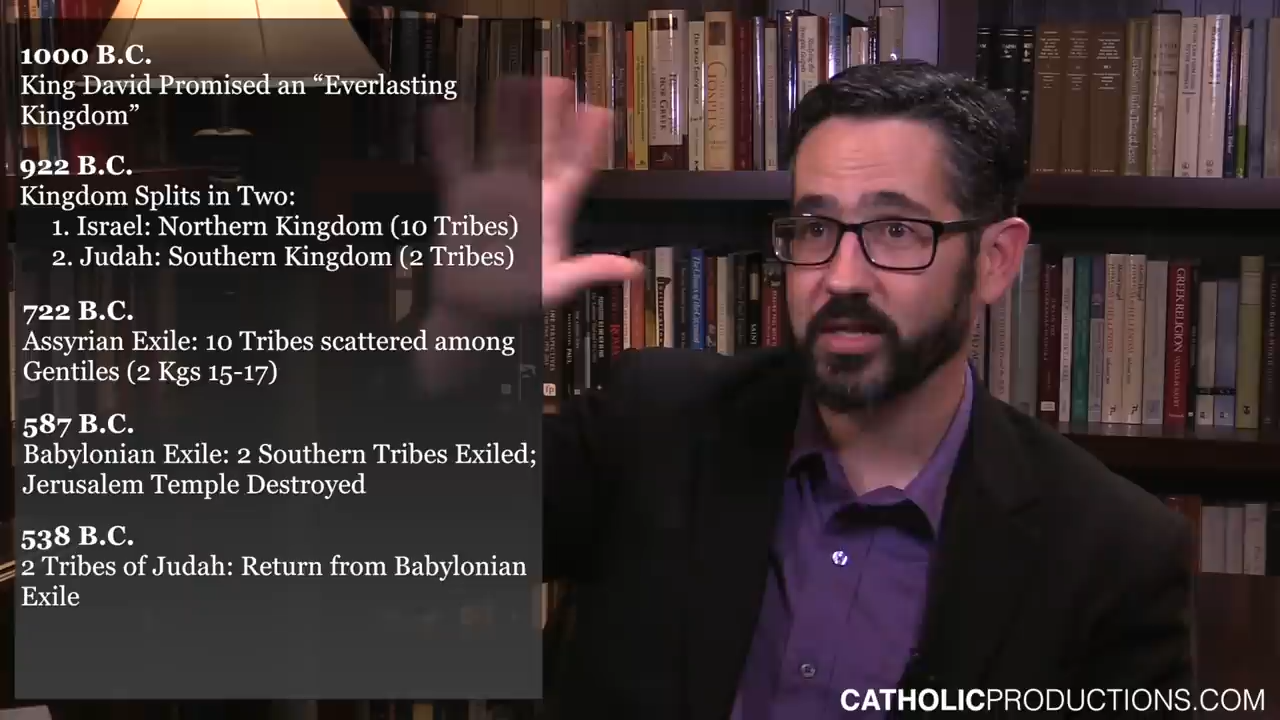 1000 B.C.
King David Promised an “Everlasting
Kingdom”
922 B.C.
Kingdom Splits in Two:
1. Israel: Northern Kingdom (10 Tribes)
2. Judah: Southern Kingdom (2 Tribes)
722 B.C.
Assyrian Exile: 10 Tribes scattered among
Gentiles (2 Kgs 15-17)
587 B.C.
Babylonian Exile: 2 Southern Tribes Exiled;
Jerusalem Temple Destroyed
538 B.C.
2 Tribes of Judah: Return from Babylonian
Exile
GOSPELS
GREEK RELIGION
CATHOLICPRODUCTIONS.COM